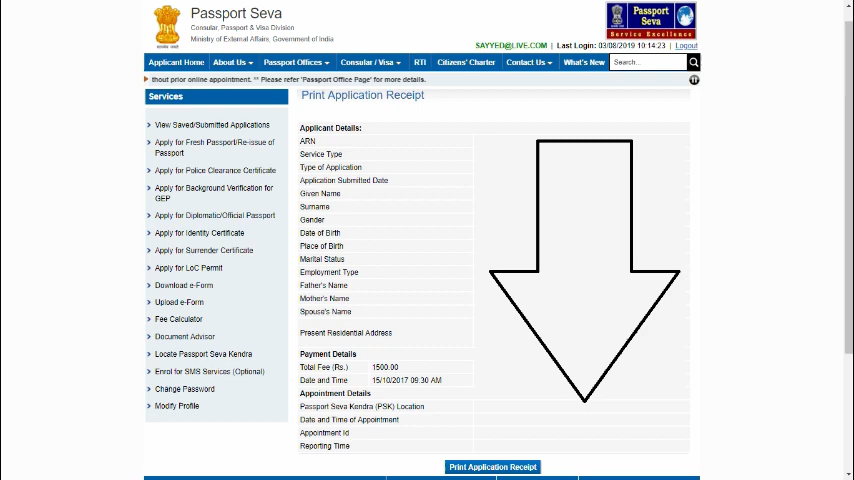 Passport Seva
Consular, Passport & Visa Division
Ministry of External Affairs, Government of India
Passport
Seva
Service Excellence
SAYYED@LIVE.COM | Last Login: 03/08/2019 10:14:23 | Logout
Applicant Home About Us Passport Offices Consular / Visa RTI Citizens' Charter Contact Us What's New Search...
thout prior online appointment. ** Please refer 'Passport Office Page' for more details.
Services
View Saved/Submitted Applications
Apply for Fresh Passport/Re-issue of
Passport
Apply for Police Clearance Certificate
Apply for Background Verification for
GEP
Apply for Diplomatic/Official Passport
Apply for Identity Certificate
Apply for Surrender Certificate
Apply for LoC Permit
Download e-Form
Upload e-Form
Fee Calculator
Document Advisor
Locate Passport Seva Kendra
Enrol for SMS Services (Optional)
Change Password
Modify Profile
Print Application Receipt
Applicant Details:
ARN
Service Type
Type of Application
Application Submitted Date
Given Name
Surname
Gender
Date of Birth
Place of Birth
Marital Status
Employment Type
Father's Name
Mother's Name
Spouse's Name
Present Residential Address
Payment Details
Total Fee (Rs.) 1500.00
Date and Time 15/10/2017 09:30 AM
Appointment Details
Passport Seva Kendra (PSK) Location
Date and Time of Appointment
Appointment Id
Reporting Time
Print Application Receipt